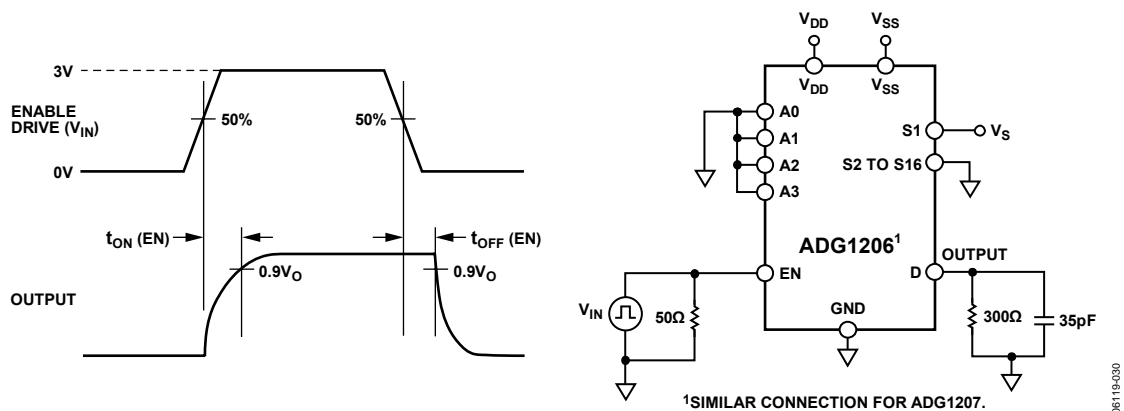 3V
ENABLE
DRIVE (VIN)
50%
50%
0V
tON (EN)
tOFF (EN)
0.9VO
0.9VO
OUTPUT
VDD
VSS
VDD
VSS
A0
A1
A2
A3
S1
VS
S2 TO S16
ADG1206¹
OUTPUT
EN
D
VIN
50Ω
GND
300Ω
35pF
¹SIMILAR CONNECTION FOR ADG1207.
06119-030